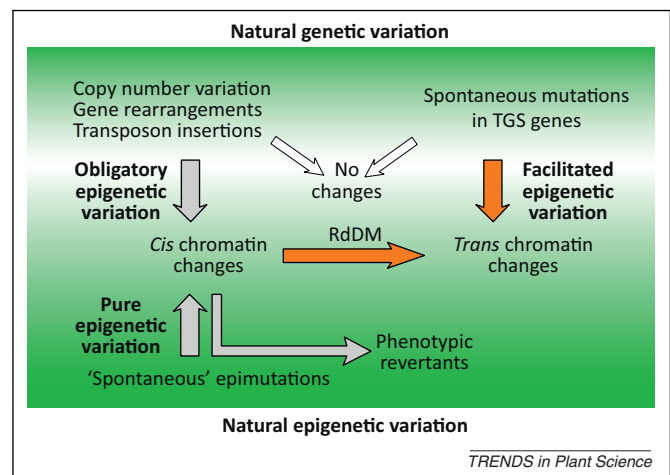 Natural genetic variation
Copy number variation
Gene rearrangements
Transposon insertions
Spontaneous mutations
in TGS genes
No
changes
Obligatory
epigenetic
variation
Facilitated
epigenetic
variation
Cis chromatin
changes
RdDM
Trans chromatin
changes
Pure
epigenetic
variation
Phenotypic
revertants
‘Spontaneous’ epimutations
Natural epigenetic variation
TRENDS in Plant Science